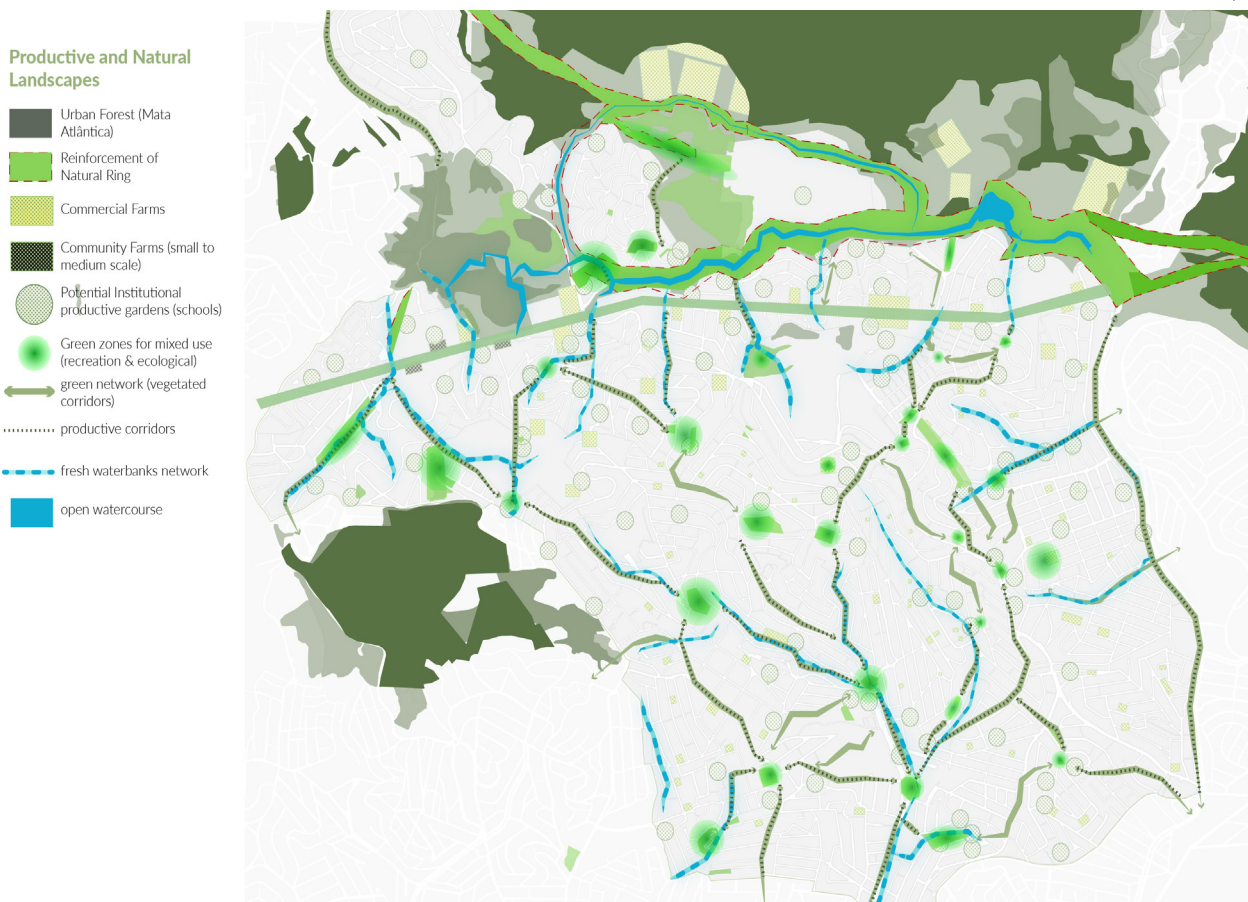 Productive and Natural
Landscapes
Urban Forest (Mata
Atlântica)
Reinforcement of
Natural Ring
Commercial Farms
Community Farms (small to
medium scale)
Potential Institutional
productive gardens (schools)
Green zones for mixed use
(recreation & ecological)
green network (vegetated
corridors)
productive corridors
fresh waterbanks network
open watercourse